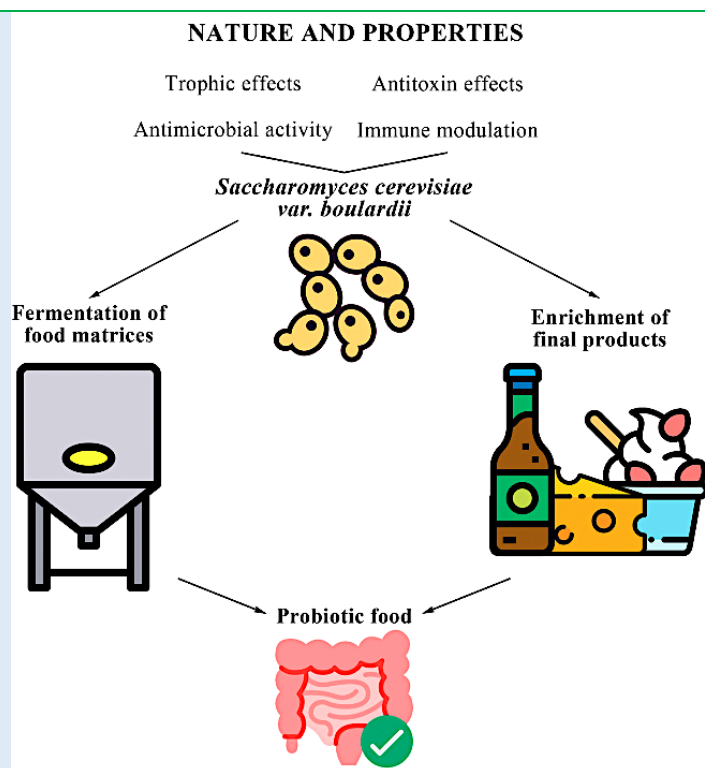 NATURE AND PROPERTIES
Trophic effects
Antitoxin effects
Antimicrobial activity
Immune modulation
Saccharomyces cerevisiae
var. boulardii
Fermentation of
food matrices
Enrichment of
final products
Probiotic food